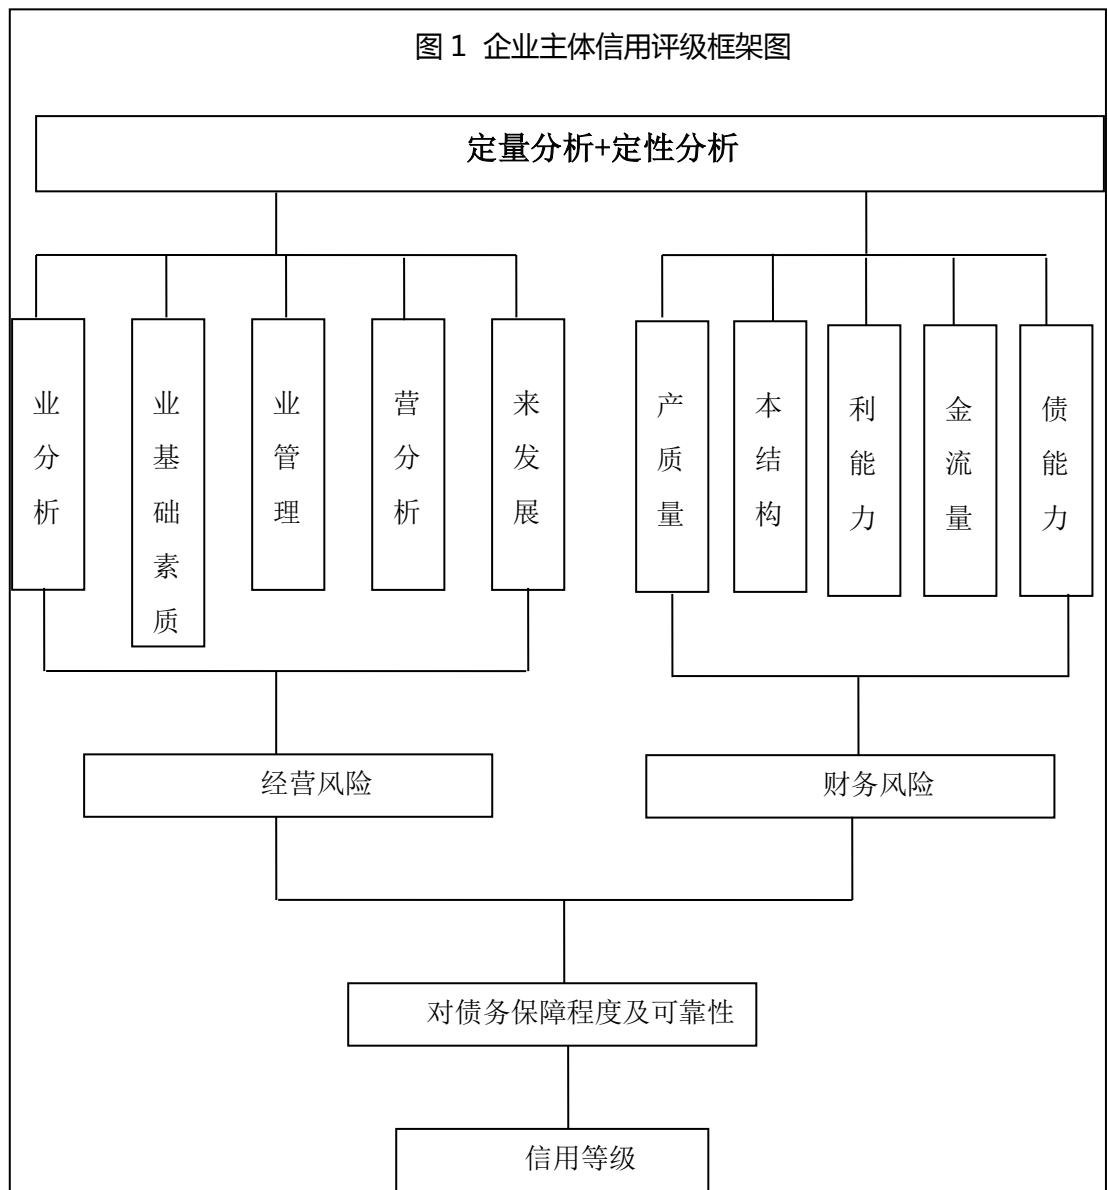 图 1 企业主体信用评级框架图
定量分析+定性分析
业分析
业基础素质
业管理
营分析
来发展
产质量
本结构
利能力
金流量
债能力
经营风险
财务风险
对债务保障程度及可靠性
信用等级